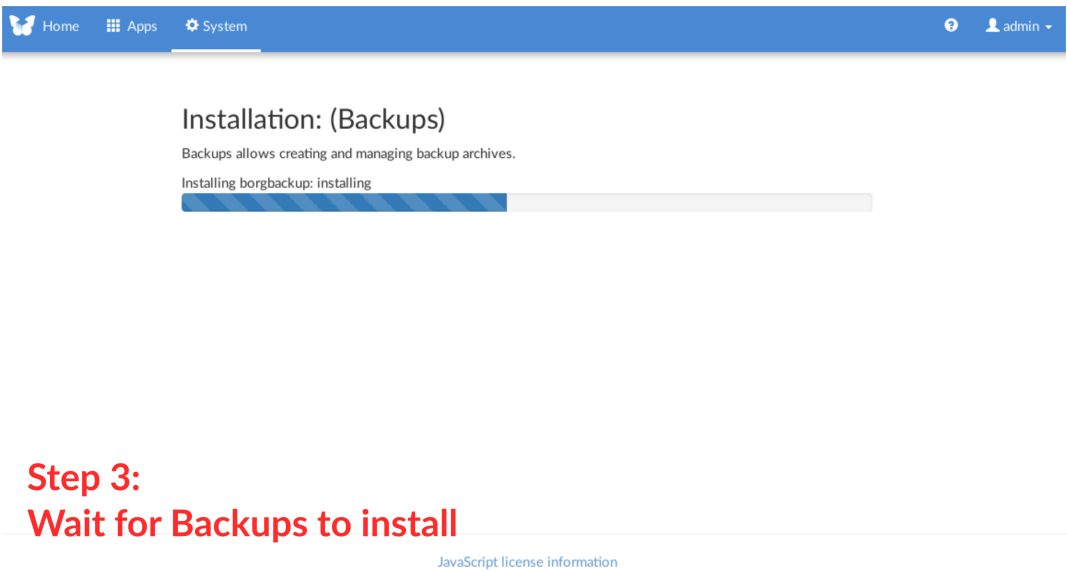 Home Apps System admin
Installation: (Backups)
Backups allows creating and managing backup archives.
Installing borgbackup: installing
Step 3:
Wait for Backups to install
JavaScript license information